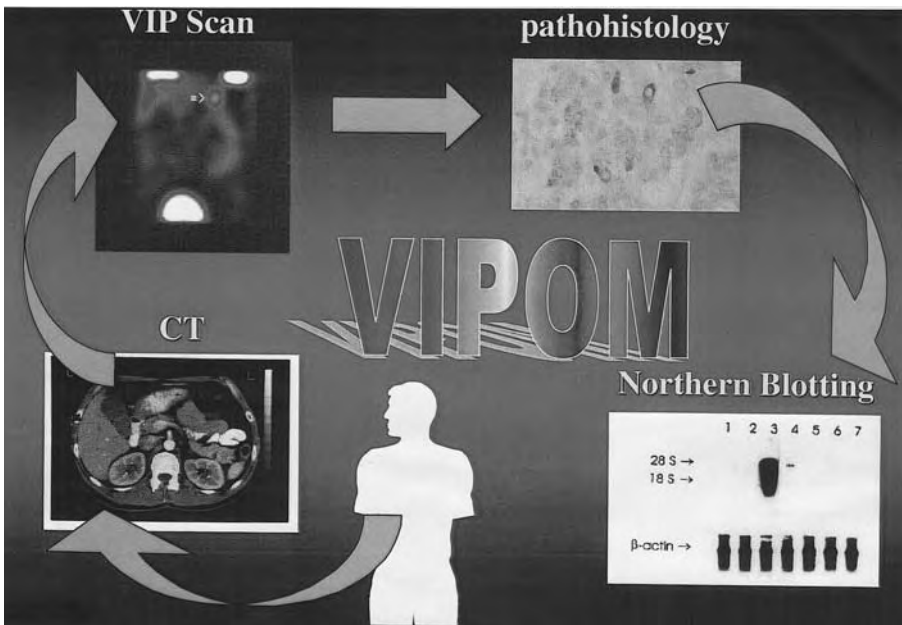 VIP Scan
pathohistology
VIPOM
CT
Northern Blotting
1 2 3 4 5 6 7
28 S →
18 S →
β-actin →